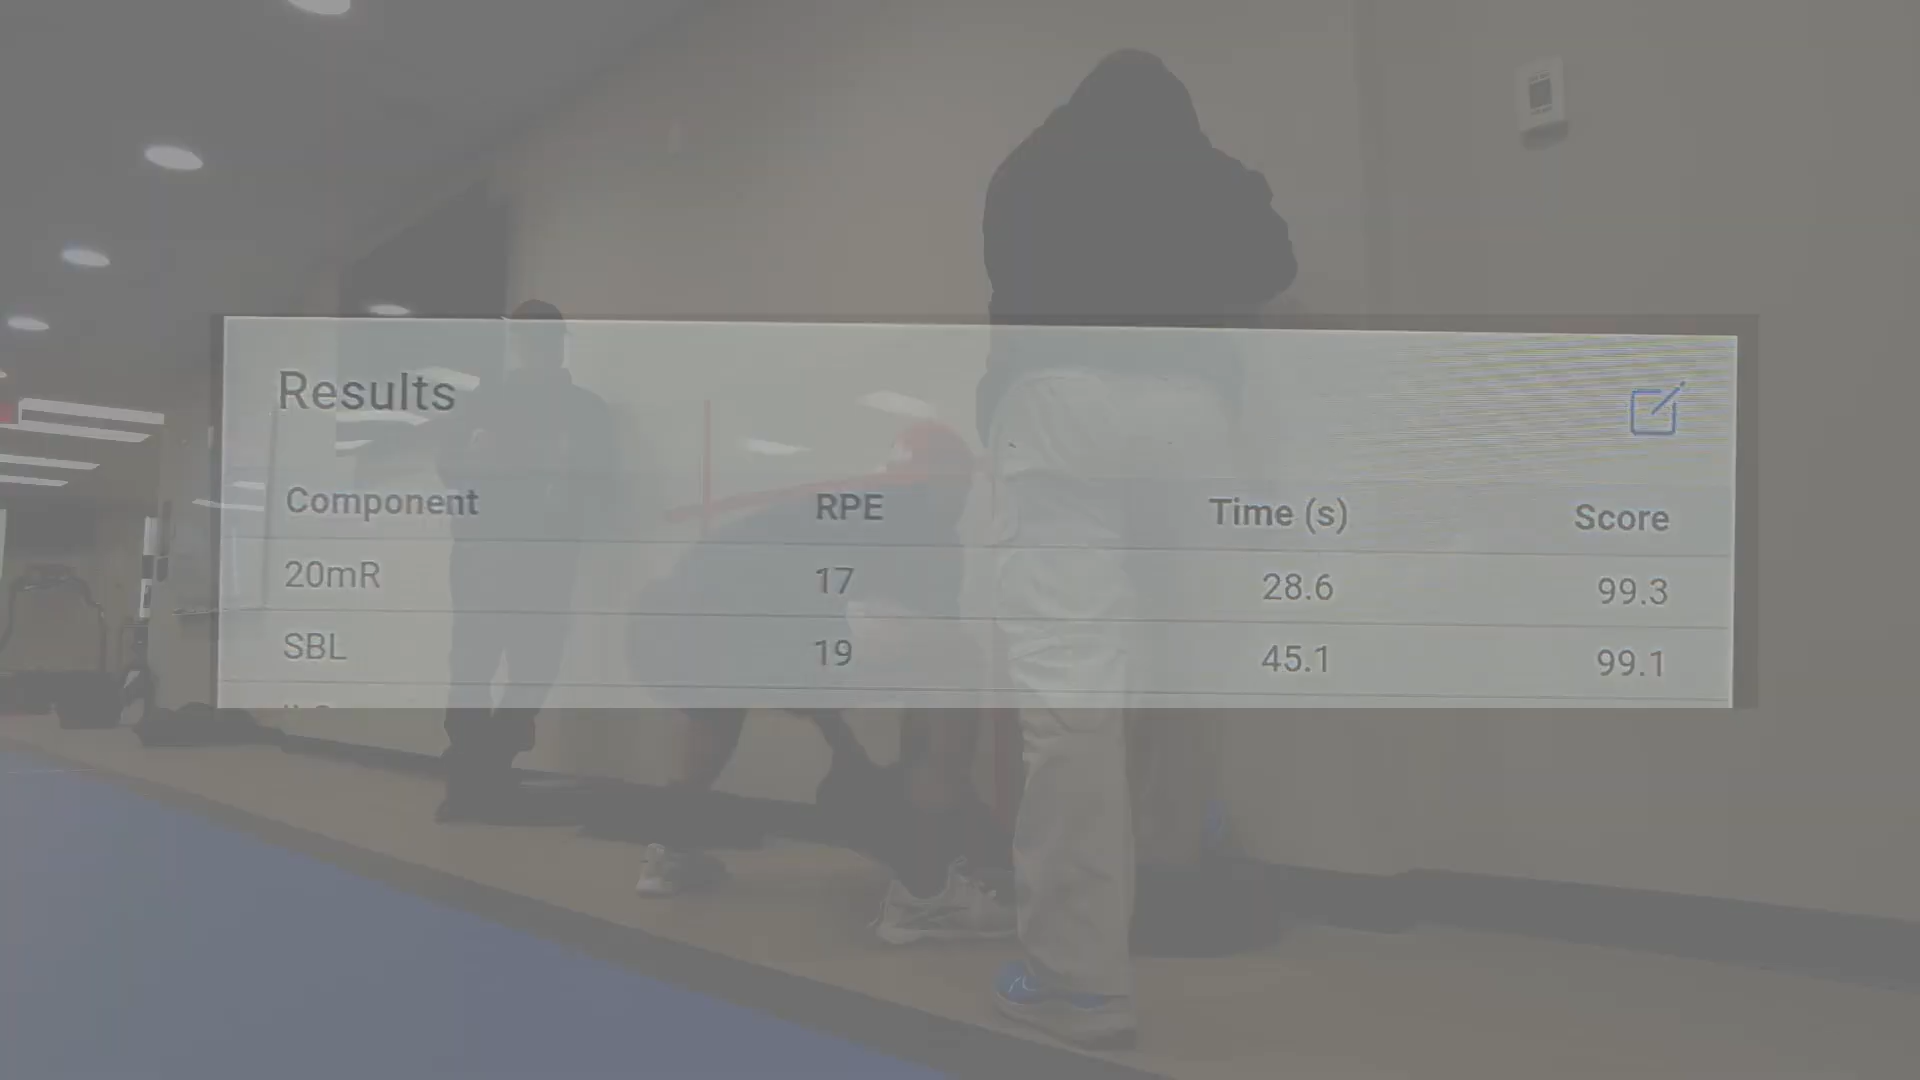 Results
Component RPE Time (s) Score
20mR 17 28.6 99.3
SBL 19 45.1 99.1